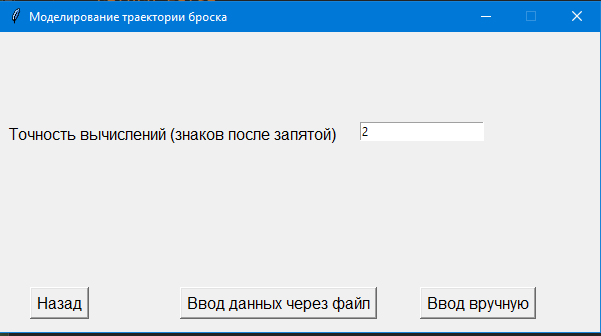 Моделирование траектории броска
Точность вычислений (знаков после запятой) 2
Назад Ввод данных через файл Ввод вручную